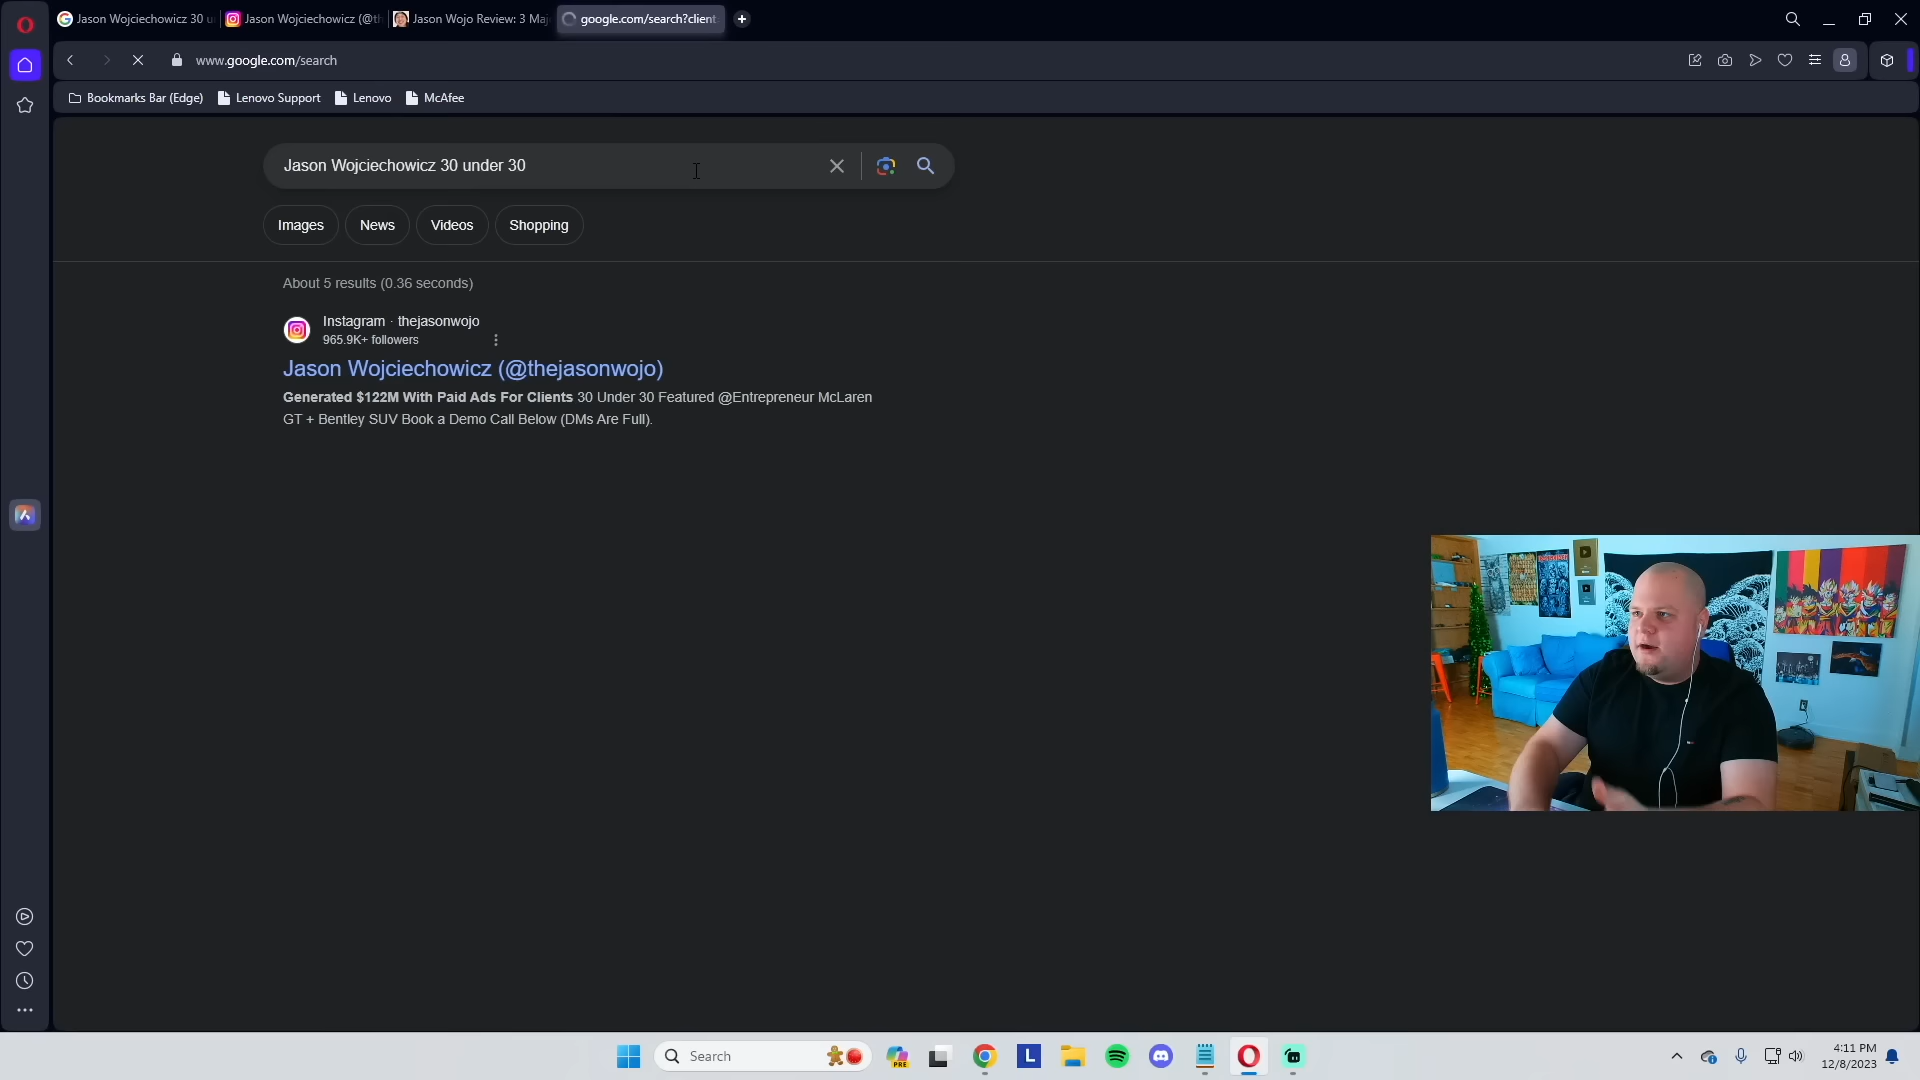 Jason Wojciechowicz 30 u
Jason Wojciechowicz (@th
Jason Wojo Review: 3 Maj
google.com/search?client
www.google.com/search
Bookmarks Bar (Edge)
Lenovo Support
Lenovo
McAfee
Jason Wojciechowicz 30 under 30
Images
News
Videos
Shopping
About 5 results (0.36 seconds)
Instagram · thejasonwojo
965.9K+ followers
Jason Wojciechowicz (@thejasonwojo)
Generated $122M With Paid Ads For Clients 30 Under 30 Featured @Entrepreneur McLaren
GT + Bentley SUV Book a Demo Call Below (DMs Are Full).
Search
PRE
L
4:11 PM
12/8/2023